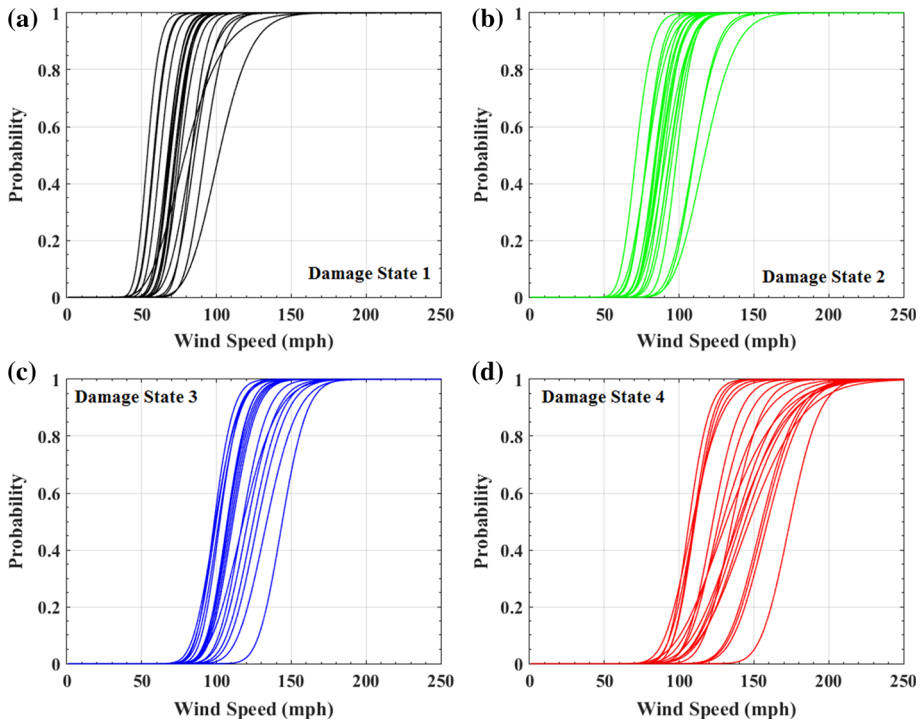 (a)
Probability
1
0.8
0.6
0.4
0.2
0
Damage State 1
0 50 100 150 200 250
Wind Speed (mph)
(b)
Probability
1
0.8
0.6
0.4
0.2
0
Damage State 2
0 50 100 150 200 250
Wind Speed (mph)
(c)
Probability
1
0.8
0.6
0.4
0.2
0
Damage State 3
0 50 100 150 200 250
Wind Speed (mph)
(d)
Probability
1
0.8
0.6
0.4
0.2
0
Damage State 4
0 50 100 150 200 250
Wind Speed (mph)